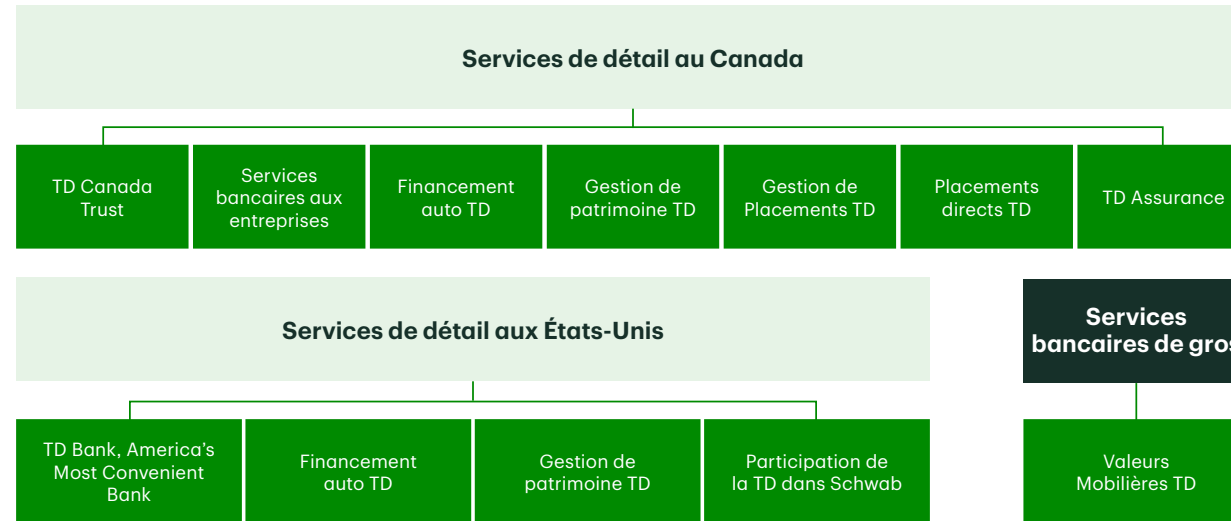 Services de détail au Canada
TD Canada
Trust
Services
bancaires aux
entreprises
Financement
auto TD
Gestion de
patrimoine TD
Gestion de
Placements TD
Placements
directs TD
TD Assurance
Services de détail aux États-Unis
TD Bank, America's
Most Convenient
Bank
Financement
auto TD
Gestion de
patrimoine TD
Participation de
la TD dans Schwab
Services
bancaires de gros
Valeurs
Mobilières TD